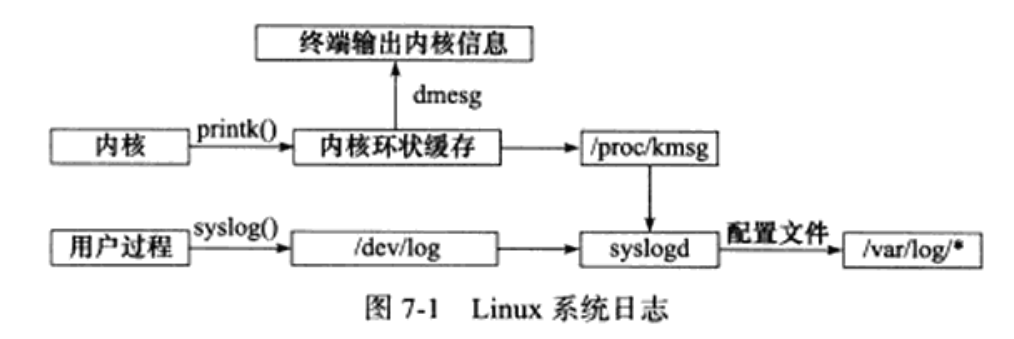 终端输出内核信息
dmesg
内核
printk()
内核环状缓存
/proc/kmsg
用户过程
syslog()
/dev/log
syslogd
配置文件
/var/log/*
图 7-1 Linux 系统日志